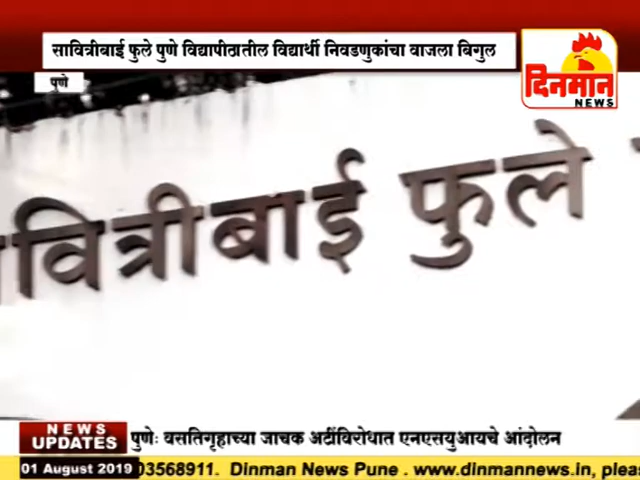 सावित्रीबाई फुले पुणे विद्यापीठातील विद्यार्थी निवडणुकांचा वाजला बिगुल
पुणे
दिनमान
NEWS
सावित्रीबाई फुले
NEWS
UPDATES
पुणेः वसतिगृहाच्या जाचक अटींविरोधात एनएसयुआयचे आंदोलन
01 August 2019
03568911. Dinman News Pune . www.dinmannews.in, pleas